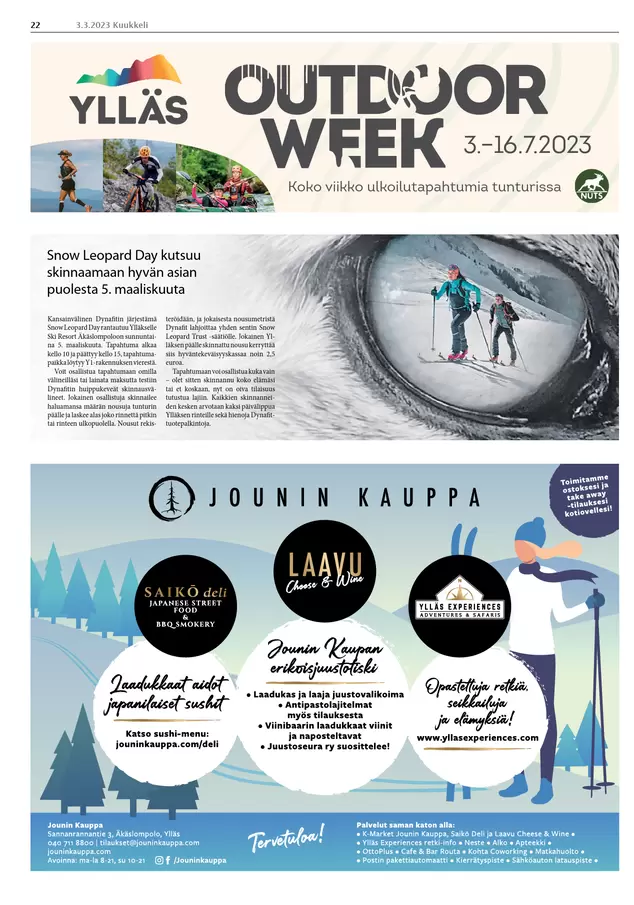 22
3.3.2023 Kuukkeli
YLLÄS
OUTDOOR
WEEK
3.–16.7.2023
Koko viikko ulkoilutapahtumia tunturissa
NUTS
Snow Leopard Day kutsuu
skinnaamaan hyvän asian
puolesta 5. maaliskuuta
Kansainvälinen Dynafitin järjestämä
Snow Leopard Day rantautuu Ylläkselle
Ski Resort Äkäslompoloon sunnuntai-
na 5. maaliskuuta. Tapahtuma alkaa
kello 10 ja päättyy kello 15, tapahtuma-
paikka löytyy Y1-rakennuksen vierestä.
Voit osallistua tapahtumaan omilla
välineilläsi tai lainata maksutta testiin
Dynafitin huippukeveät skinnausvä-
lineet. Jokainen osallistuja skinnailee
haluamansa määrän nousuja tunturin
päälle ja laskee alas joko rinnettä pitkin
tai rinteen ulkopuolella. Nousut rekis-
teröidään, ja jokaisesta nousumetristä
Dynafit lahjoittaa yhden sentin Snow
Leopard Trust -säätiölle. Jokainen Yl-
läksen päälle skinnattu nousu kerryttää
siis hyväntekeväisyyskassaa noin 2,5
euroa.
Tapahtumaan voi osallistua kuka vain
– olet sitten skinnannu koko elämäsi
tai et koskaan, nyt on oiva tilaisuus
tutustua lajiin. Kaikkien skinnannei-
den kesken arvotaan kaksi päivälippua
Ylläksen rinteille sekä hienoja Dynafit-
tuotepalkintoja.
JOUNIN KAUPPA
Toimitamme
ostoksesi ja
take away
-tilauksesi
kotiovellesi!
SAIKŌ deli
JAPANESE STREET
FOOD
&
BBQ SMOKERY
LAAVU
Cheese & Wine
YLLÄS EXPERIENCES
ADVENTURES & SAFARIS
Laadukkaat aidot
japanilaiset sushit
Katso sushi-menu:
jouninkauppa.com/deli
Jounin Kaupan
erikoisjuustotiski
• Laadukas ja laaja juustovalikoima
• Antipastolajitelmat
myös tilauksesta
• Viinibaarin laadukkaat viinit
ja naposteltavat
• Juustoseura ry suosittelee!
Opastettuja retkiä,
seikkailuja
ja elämyksiä!
www.yllasexperiences.com
Jounin Kauppa
Sannanrannantie 3, Äkäslompolo, Ylläs
040 711 8800 | tilaukset@jouninkauppa.com
jouninkauppa.com
Avoinna: ma-la 8-21, su 10-21
/Jouninkauppa
Tervetuloa!
Palvelut saman katon alla:
• K-Market Jounin Kauppa, Saikō Deli ja Laavu Cheese & Wine •
• Ylläs Experiences retki-info • Neste • Alko • Apteekki •
• OttoPlus • Cafe & Bar Routa • Kohta Coworking • Matkahuolto •
• Postin pakettiautomaatti • Kierrätyspiste • Sähköauton latauspiste •